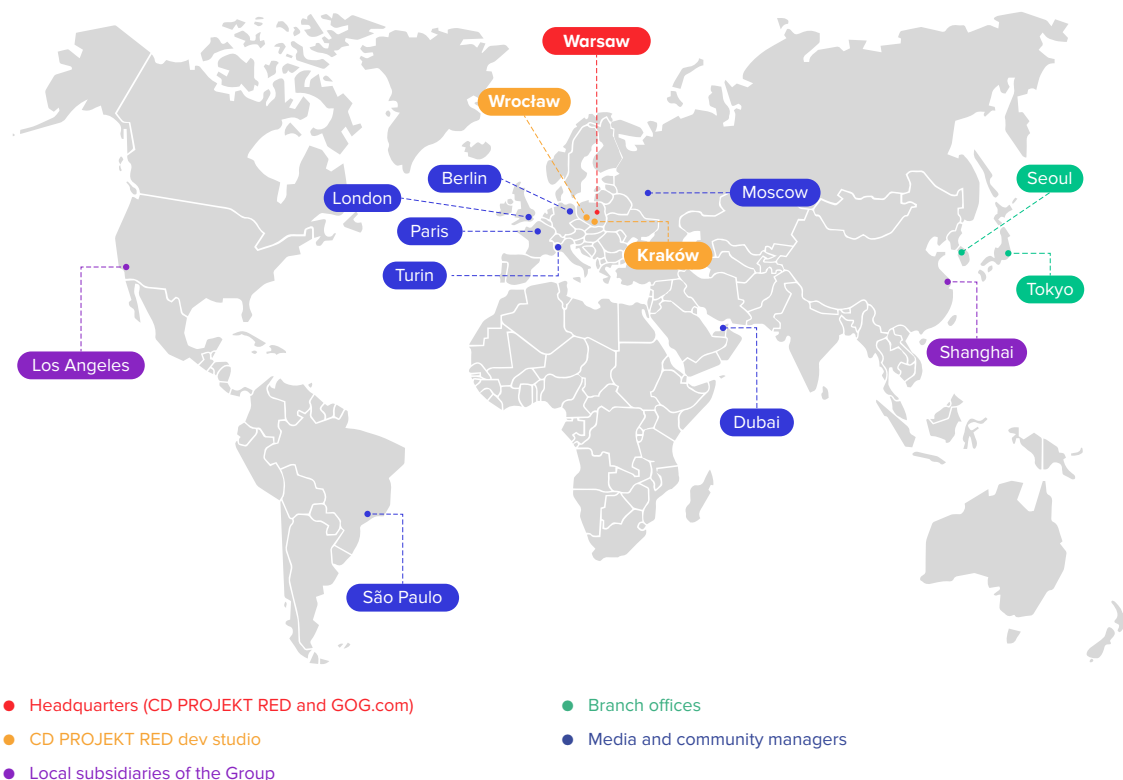 Warsaw
Wrocław
Berlin
London
Moscow
Seoul
Paris
Kraków
Turin
Tokyo
Los Angeles
Shanghai
Dubai
São Paulo
Headquarters (CD PROJEKT RED and GOG.com)
CD PROJEKT RED dev studio
Local subsidiaries of the Group
Branch offices
Media and community managers